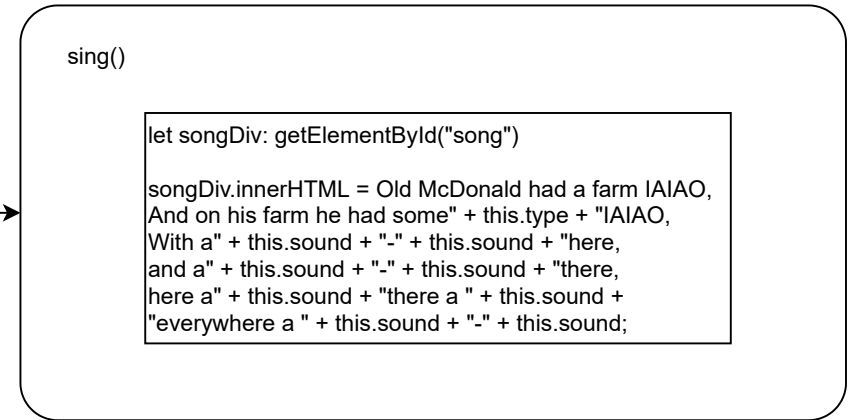 sing()
let songDiv: getElementById("song")
songDiv.innerHTML = Old McDonald had a farm IAIAO,
And on his farm he had some" + this.type + "IAIAO,
With a" + this.sound + "-" + this.sound + "here,
and a" + this.sound + "-" + this.sound + "there,
here a" + this.sound + "there a " + this.sound +
"everywhere a " + this.sound + "-" + this.sound;